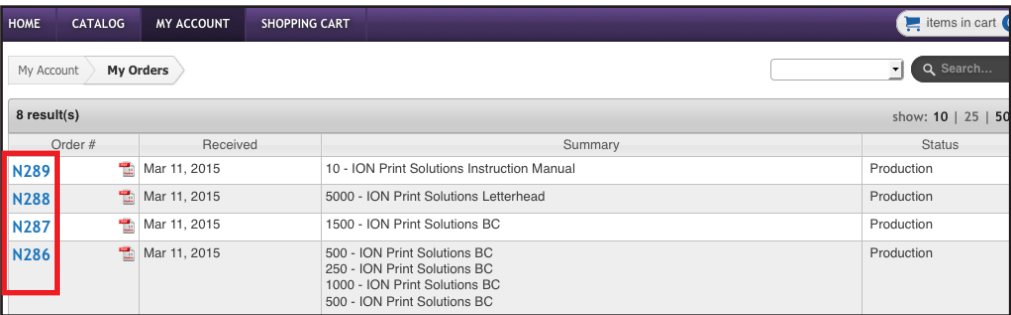 HOME CATALOG MY ACCOUNT SHOPPING CART items in cart
My Account My Orders Search...
8 result(s) show: 10 | 25 | 50
Order # Received Summary Status
N289 Mar 11, 2015 10 - ION Print Solutions Instruction Manual Production
N288 Mar 11, 2015 5000 - ION Print Solutions Letterhead Production
N287 Mar 11, 2015 1500 - ION Print Solutions BC Production
N286 Mar 11, 2015 500 - ION Print Solutions BC Production
250 - ION Print Solutions BC
1000 - ION Print Solutions BC
500 - ION Print Solutions BC